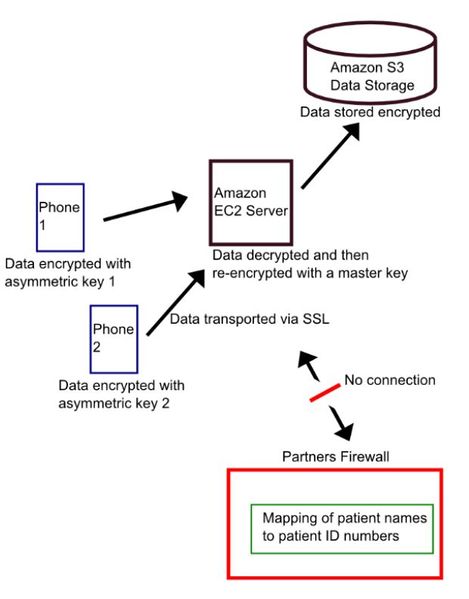 Amazon S3
Data Storage
Data stored encrypted
Phone
1
Amazon
EC2 Server
Data encrypted with
asymmetric key 1
Data decrypted and then
re-encrypted with a master key
Phone
2
Data transported via SSL
Data encrypted with
asymmetric key 2
No connection
Partners Firewall
Mapping of patient names
to patient ID numbers